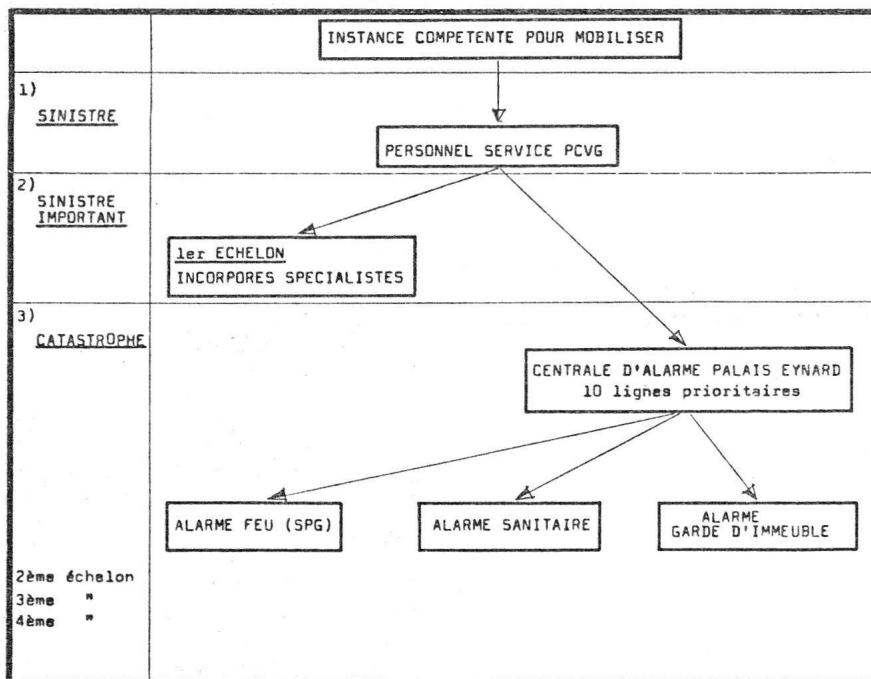 INSTANCE COMPETENTE POUR MOBILISER
1)
SINISTRE
PERSONNEL SERVICE PCVG
2)
SINISTRE
IMPORTANT
1er ECHELON
INCORPORES SPECIALISTES
3)
CATASTROPHE
CENTRALE D'ALARME PALAIS EYNARD
10 lignes prioritaires
ALARME FEU (SPG)
ALARME SANITAIRE
ALARME
GARDE D'IMMEUBLE
2ème échelon
3ème "
4ème "